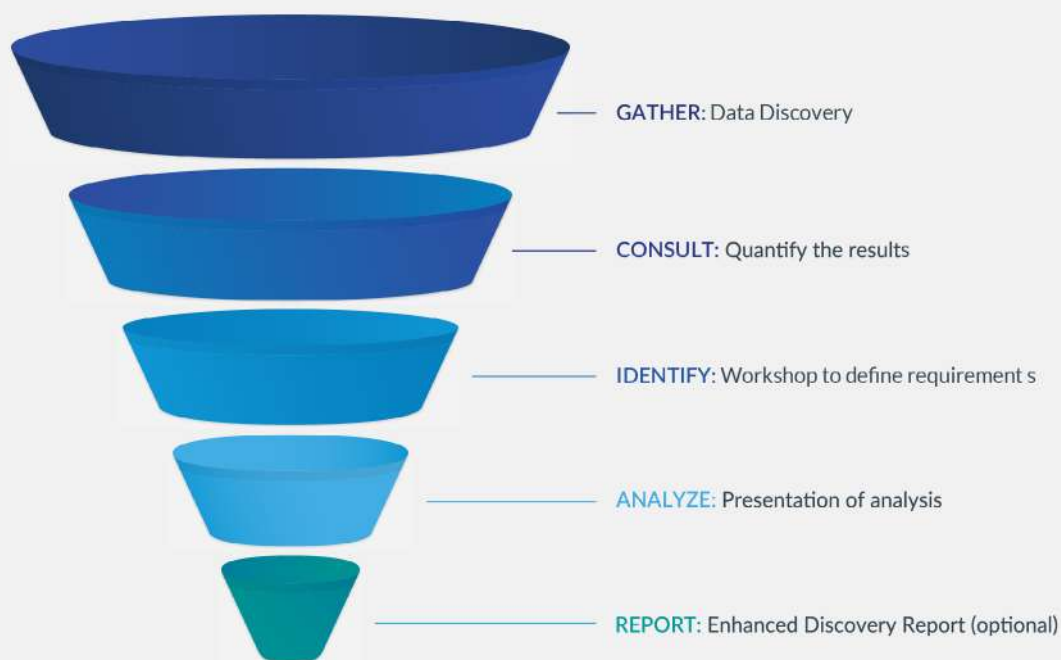 GATHER: Data Discovery
CONSULT: Quantify the results
IDENTIFY: Workshop to define requirement s
ANALYZE: Presentation of analysis
REPORT: Enhanced Discovery Report (optional)